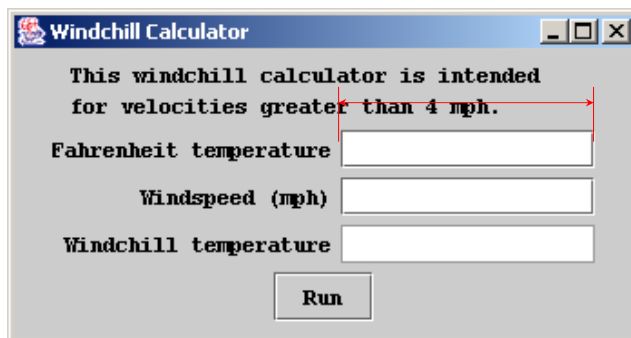 Windchill Calculator
This windchill calculator is intended
for velocities greater than 4 mph.
Fahrenheit temperature
Windspeed (mph)
Windchill temperature
Run